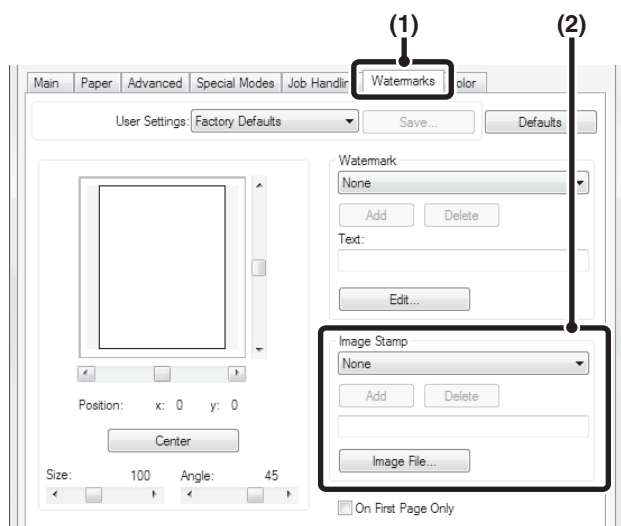 (1) (2)
Main Paper Advanced Special Modes Job Handlin Watermarks olor
User Settings: Factory Defaults Save... Defaults
Watermark
None
Add Delete
Text:
Edit...
Image Stamp
None
Add Delete
Image File...
Position: x: 0 y: 0
Center
Size: 100 Angle: 45
On First Page Only